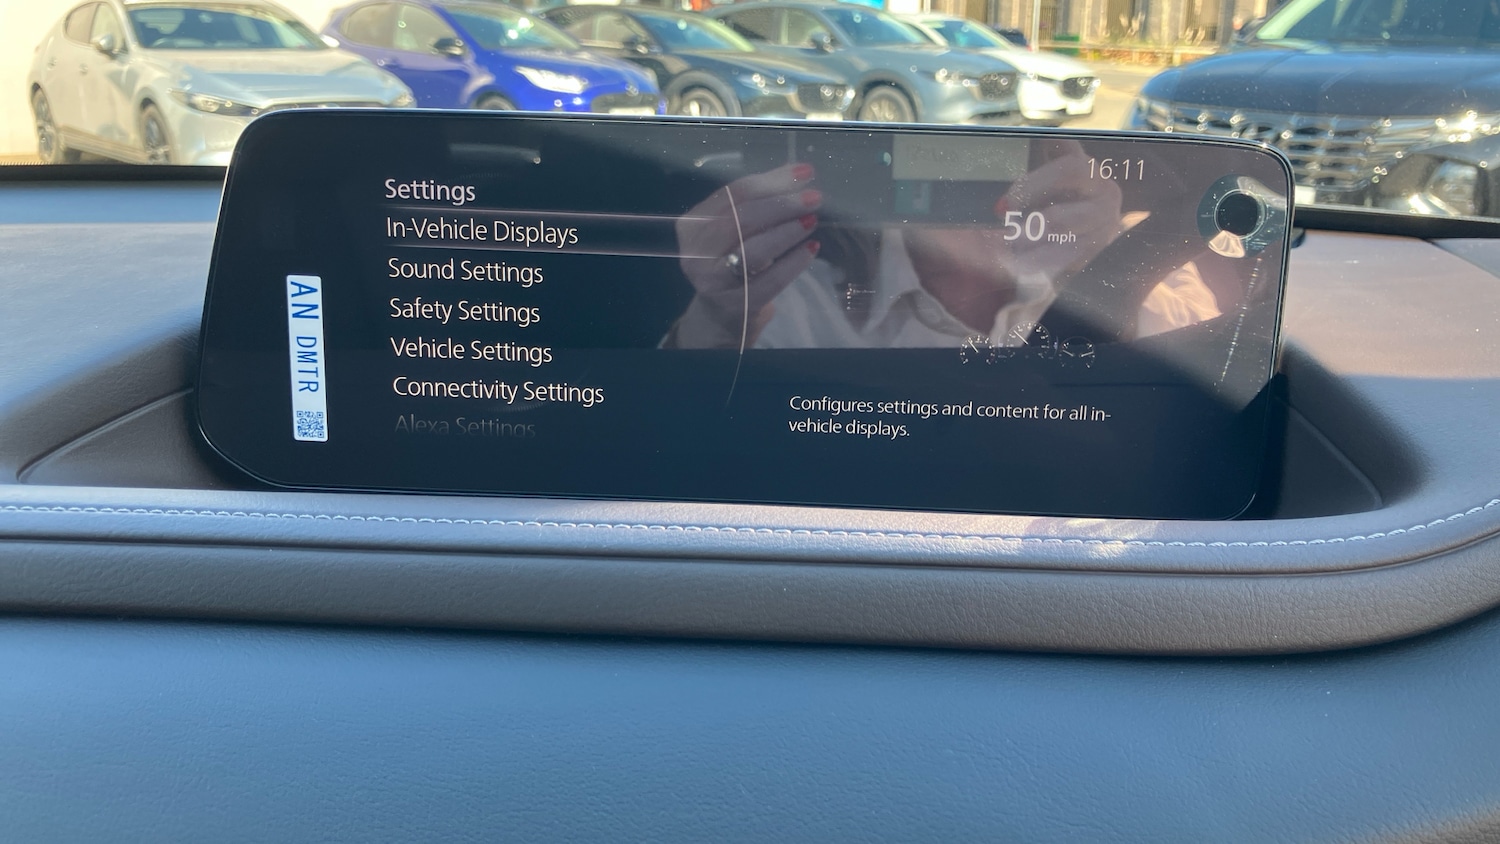 Settings
In-Vehicle Displays
Sound Settings
Safety Settings
Vehicle Settings
Connectivity Settings
Alexa Settings
16:11
50 mph
Configures settings and content for all in-
vehicle displays.
AN DMTR